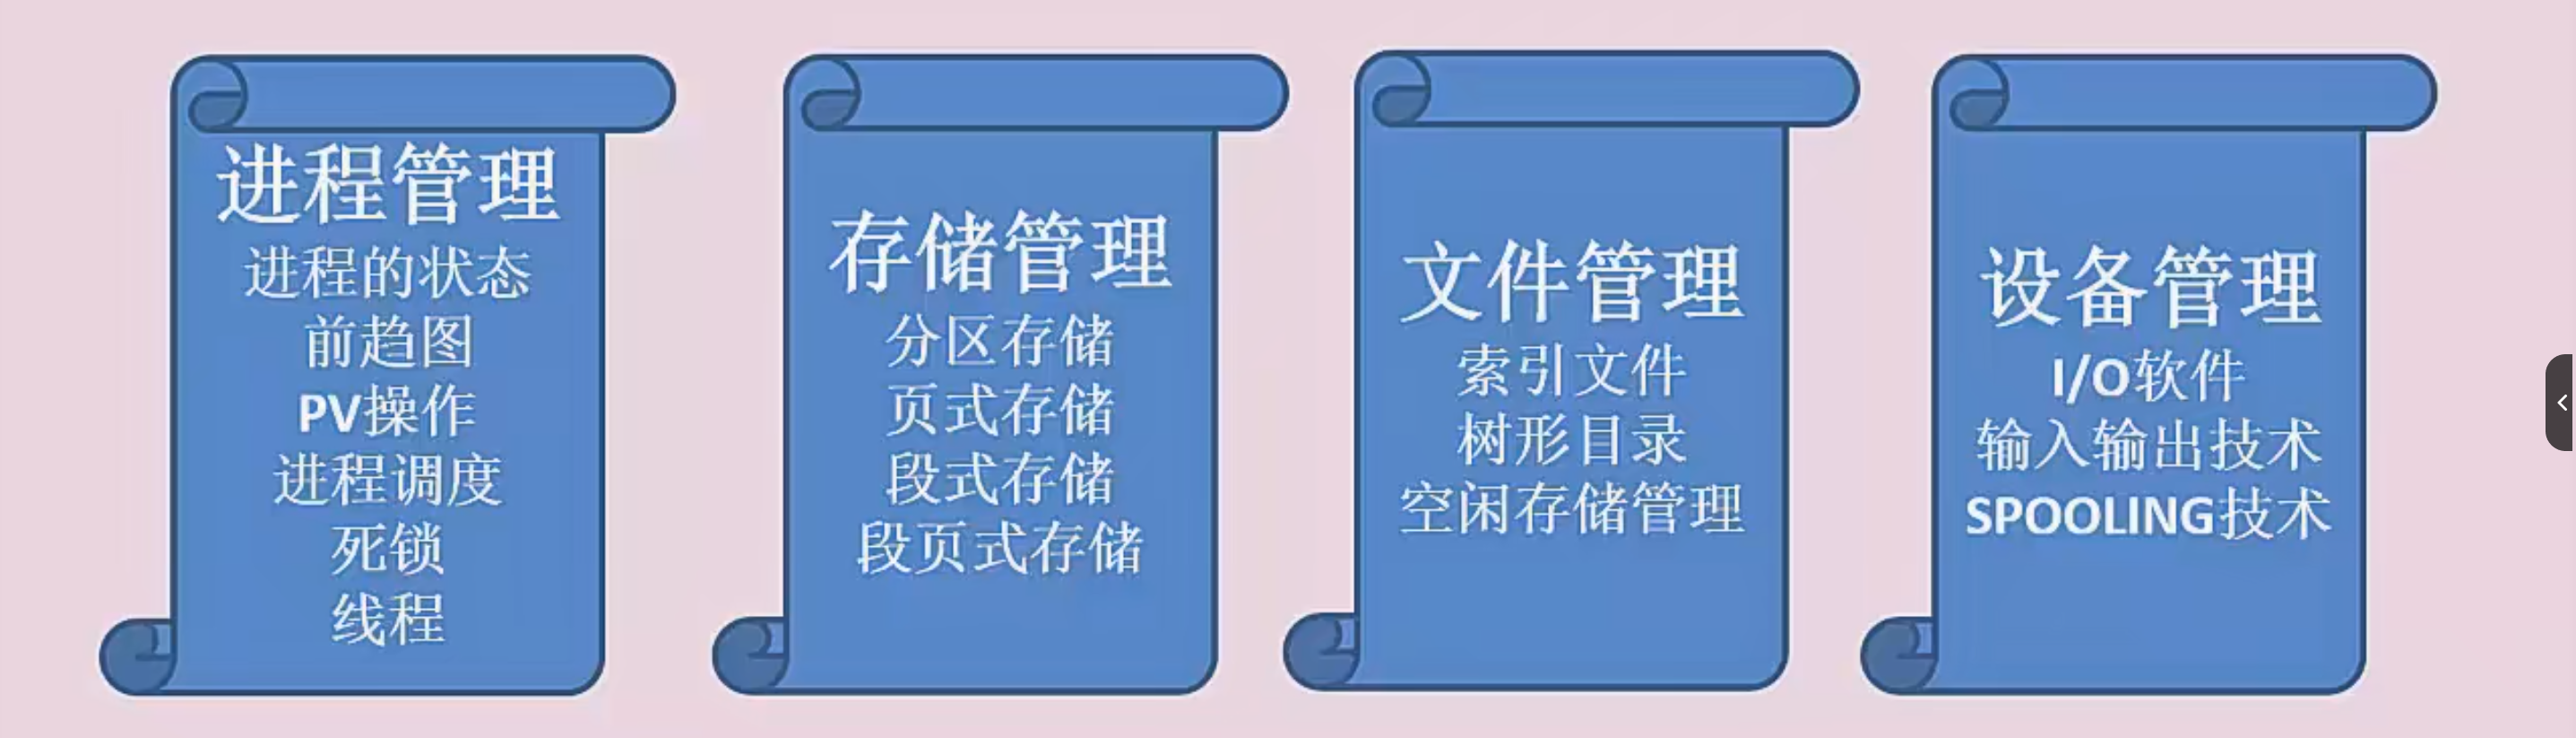 进程管理
进程的状态
前趋图
PV操作
进程调度
死锁
线程
存储管理
分区存储
页式存储
段式存储
段页式存储
文件管理
索引文件
树形目录
空闲存储管理
设备管理
I/O软件
输入输出技术
SPOOLING技术